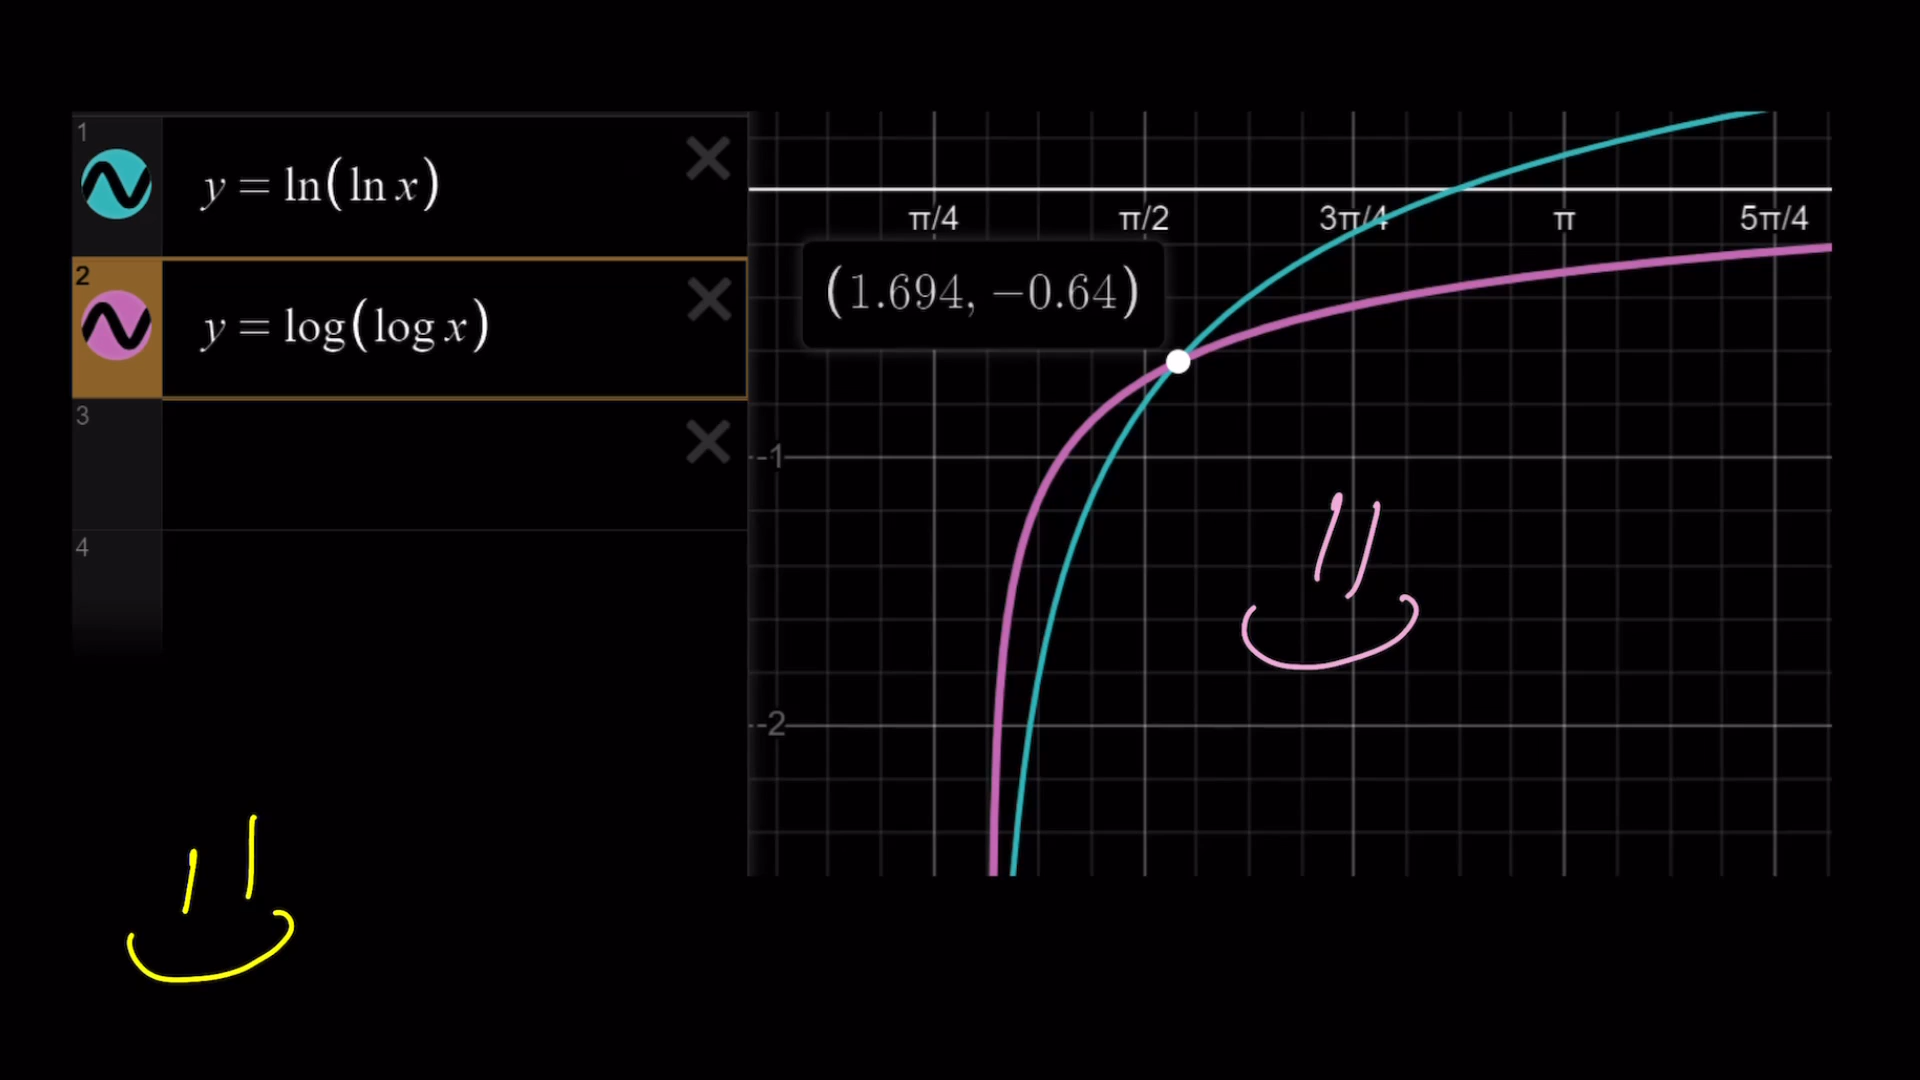 1
y = ln(ln x)
2
y = log(log x)
3
4
π/4 π/2 3π/4 π 5π/4
(1.694, −0.64)
-1
-2